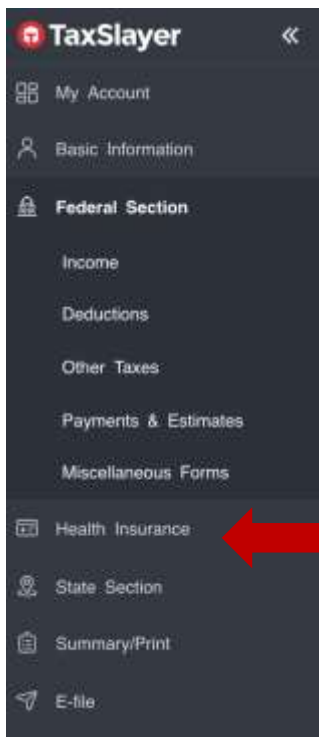 TaxSlayer
My Account
Basic Information
Federal Section
Income
Deductions
Other Taxes
Payments & Estimates
Miscellaneous Forms
Health Insurance
State Section
Summary/Print
E-file